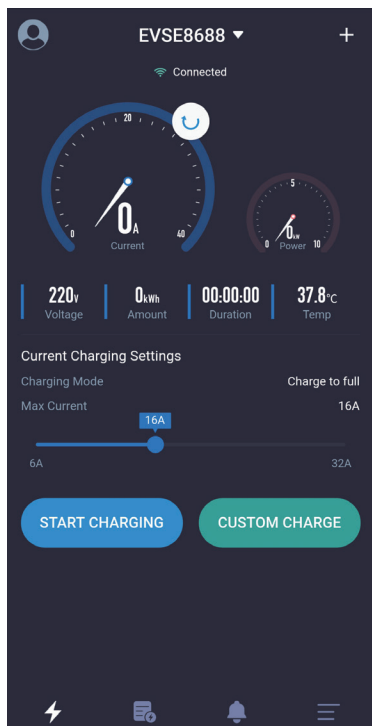 EVSE8688 ▼ +
Connected
20
0 40
0A
Current
5
0 10
0kW
Power
220V 0kWh 00:00:00 37.8°C
Voltage Amount Duration Temp
Current Charging Settings
Charging Mode Charge to full
Max Current 16A
16A
6A 32A
START CHARGING CUSTOM CHARGE